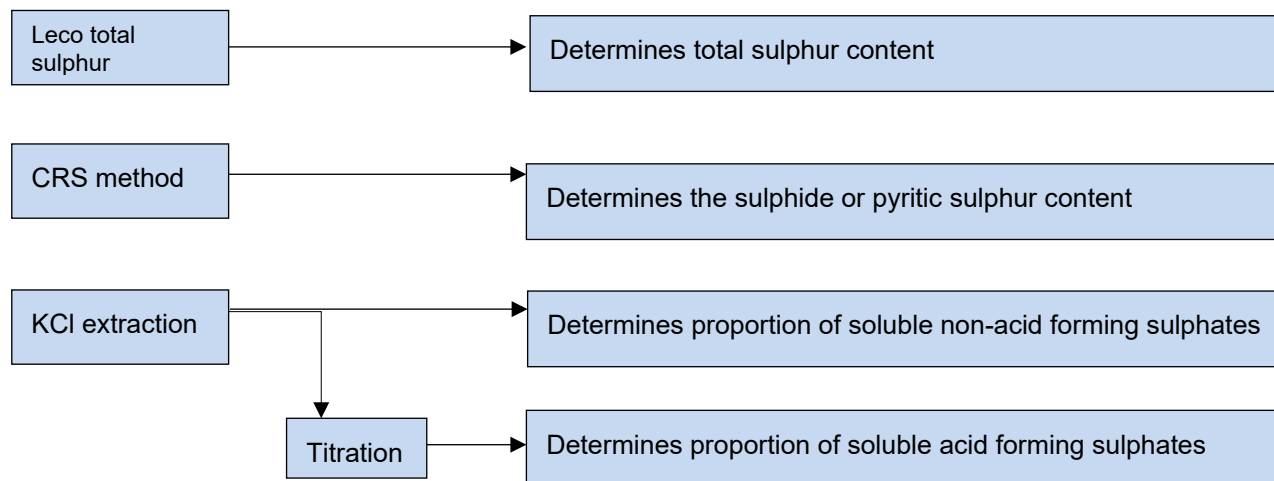 Leco total
sulphur
Determines total sulphur content
CRS method
Determines the sulphide or pyritic sulphur content
KCl extraction
Determines proportion of soluble non-acid forming sulphates
Titration
Determines proportion of soluble acid forming sulphates